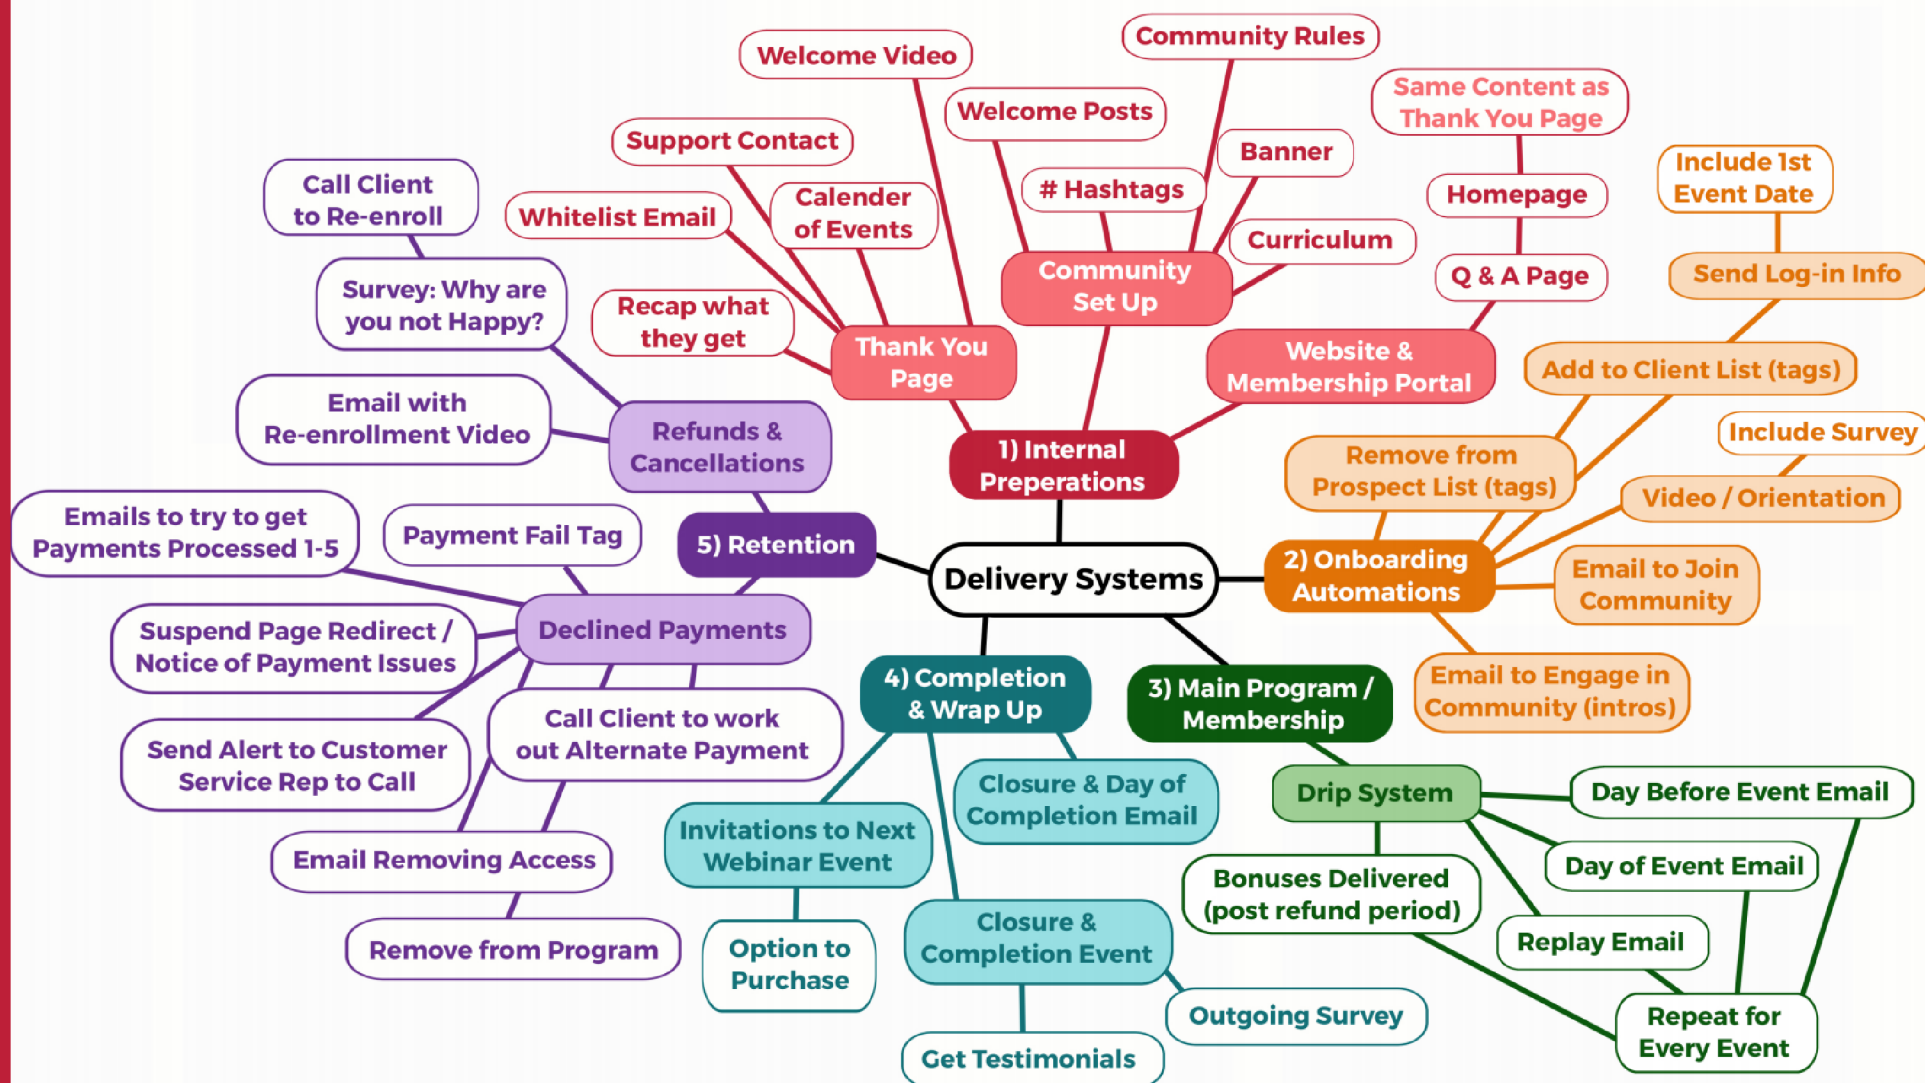 Community Rules
Welcome Video
Same Content as
Thank You Page
Welcome Posts
Support Contact
Banner
Include 1st
Event Date
Call Client
to Re-enroll
# Hashtags
Homepage
Calender
of Events
Whitelist Email
Curriculum
Community
Set Up
Q & A Page
Send Log-in Info
Survey: Why are
you not Happy?
Recap what
they get
Thank You
Page
Website &
Membership Portal
Add to Client List (tags)
Email with
Re-enrollment Video
Refunds &
Cancellations
1) Internal
Preperations
Include Survey
Remove from
Prospect List (tags)
Video / Orientation
Emails to try to get
Payments Processed 1-5
Payment Fail Tag
5) Retention
Delivery Systems
2) Onboarding
Automations
Email to Join
Community
Suspend Page Redirect /
Notice of Payment Issues
Declined Payments
4) Completion
& Wrap Up
3) Main Program /
Membership
Email to Engage in
Community (intros)
Send Alert to Customer
Service Rep to Call
Call Client to work
out Alternate Payment
Closure & Day of
Completion Email
Drip System
Day Before Event Email
Invitations to Next
Webinar Event
Email Removing Access
Day of Event Email
Bonuses Delivered
(post refund period)
Remove from Program
Option to
Purchase
Closure &
Completion Event
Replay Email
Outgoing Survey
Repeat for
Every Event
Get Testimonials